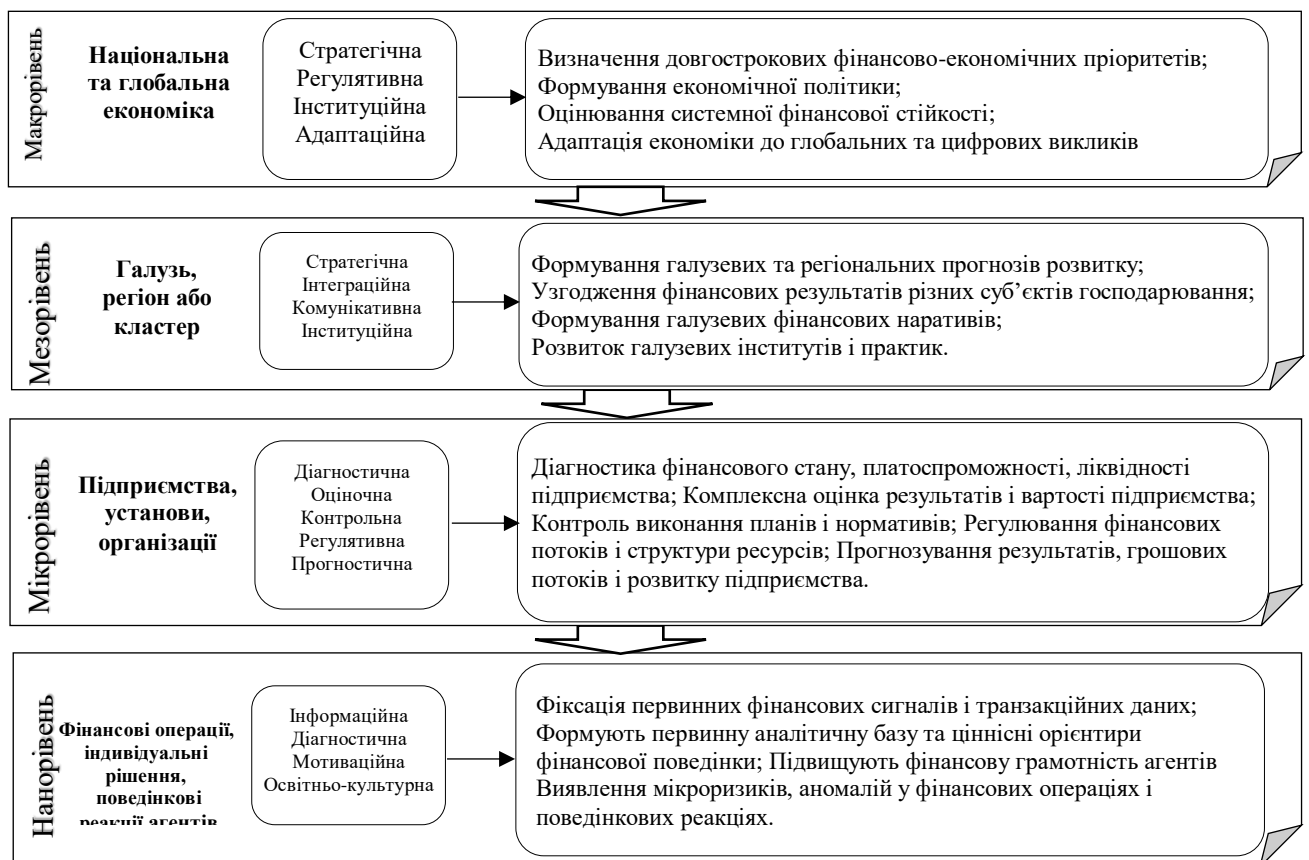 Макрорівень
Національна
та глобальна
економіка
Стратегічна
Регулятивна
Інституційна
Адаптаційна
Визначення довгострокових фінансово-економічних пріоритетів;
Формування економічної політики;
Оцінювання системної фінансової стійкості;
Адаптація економіки до глобальних та цифрових викликів
Мезорівень
Галузь,
регіон або
кластер
Стратегічна
Інтеграційна
Комунікативна
Інституційна
Формування галузевих та регіональних прогнозів розвитку;
Узгодження фінансових результатів різних суб’єктів господарювання;
Формування галузевих фінансових наративів;
Розвиток галузевих інститутів і практик.
Мікрорівень
Підприємства,
установи,
організації
Діагностична
Оціночна
Контрольна
Регулятивна
Прогностична
Діагностика фінансового стану, платоспроможності, ліквідності
підприємства; Комплексна оцінка результатів і вартості підприємства;
Контроль виконання планів і нормативів; Регулювання фінансових
потоків і структури ресурсів; Прогнозування результатів, грошових
потоків і розвитку підприємства.
Нанорівень
Фінансові операції,
індивідуальні
рішення,
поведінкові
реакції агентів
Інформаційна
Діагностична
Мотиваційна
Освітньо-культурна
Фіксація первинних фінансових сигналів і транзакційних даних;
Формують первинну аналітичну базу та ціннісні орієнтири
фінансової поведінки; Підвищують фінансову грамотність агентів
Виявлення мікроризиків, аномалій у фінансових операціях і
поведінкових реакціях.